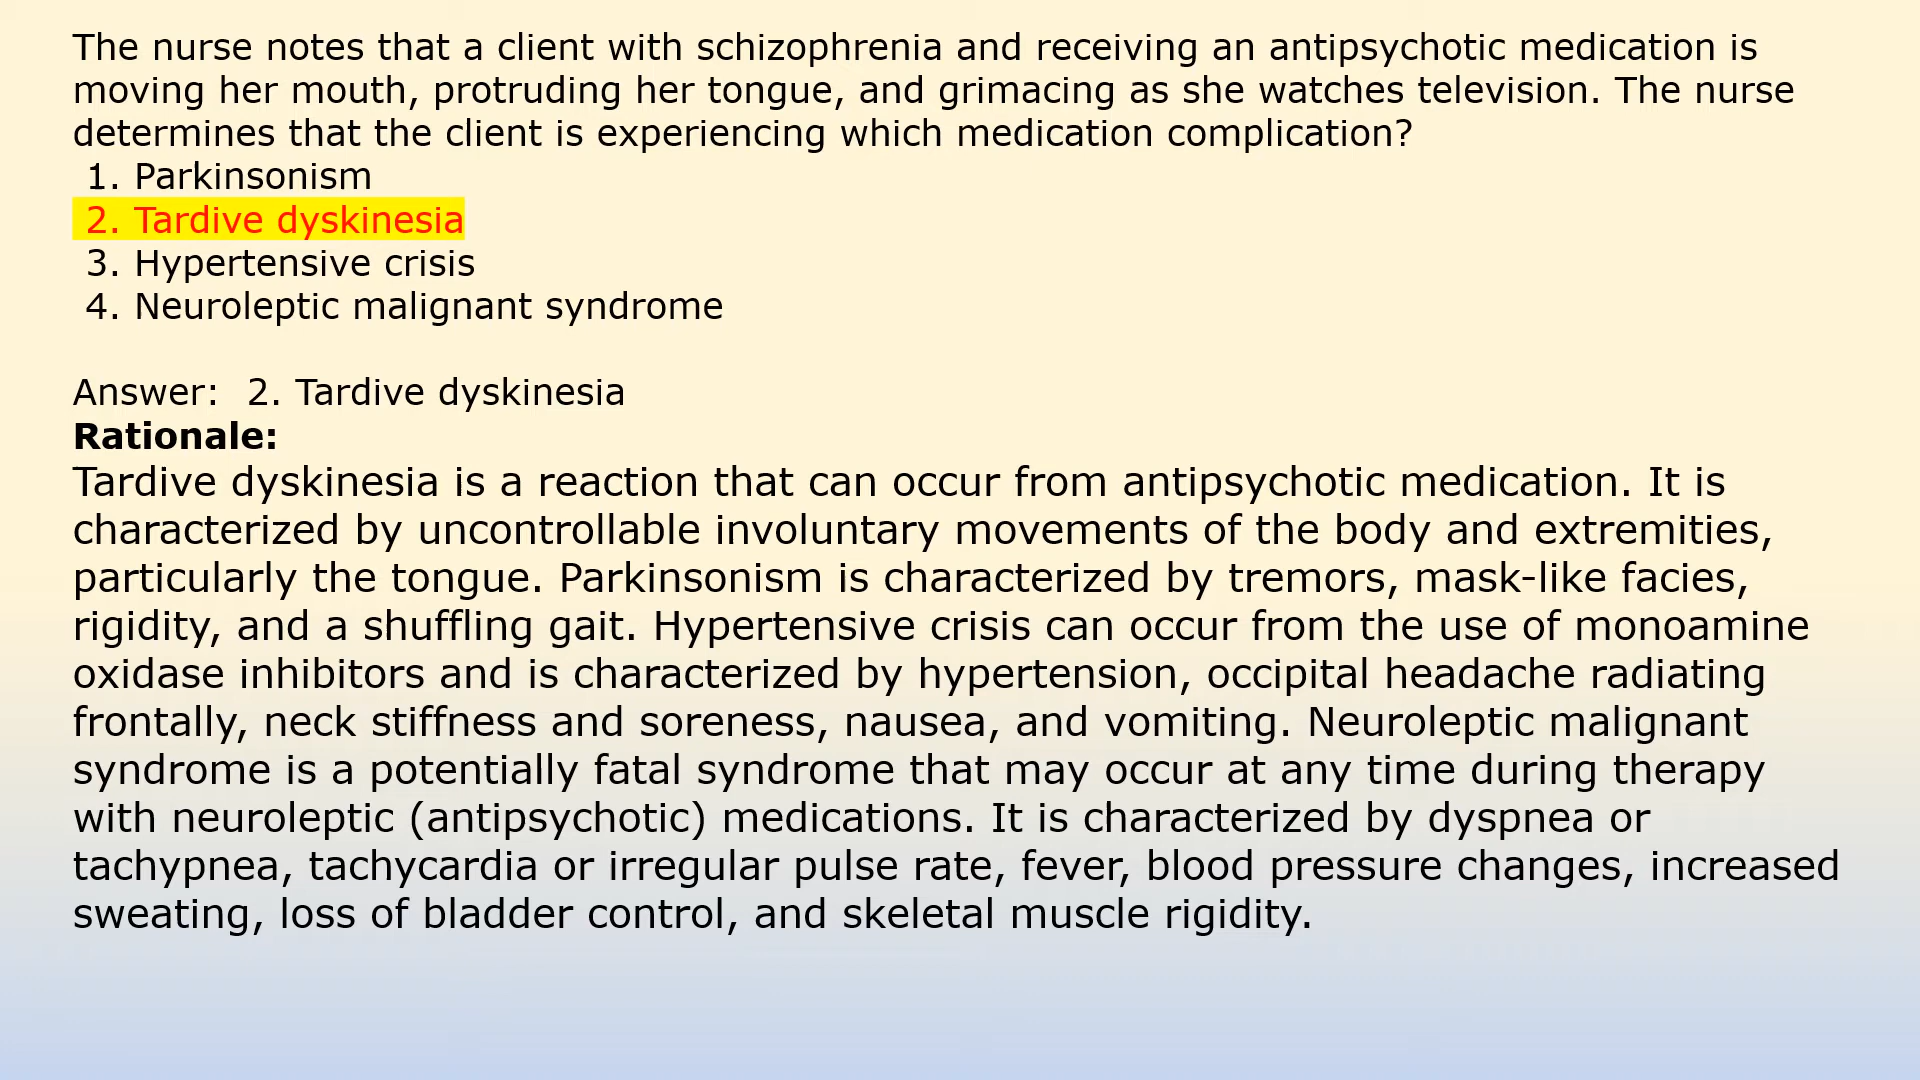 The nurse notes that a client with schizophrenia and receiving an antipsychotic medication is
moving her mouth, protruding her tongue, and grimacing as she watches television. The nurse
determines that the client is experiencing which medication complication?
1. Parkinsonism
2. Tardive dyskinesia
3. Hypertensive crisis
4. Neuroleptic malignant syndrome
Answer:  2. Tardive dyskinesia
Rationale:
Tardive dyskinesia is a reaction that can occur from antipsychotic medication. It is
characterized by uncontrollable involuntary movements of the body and extremities,
particularly the tongue. Parkinsonism is characterized by tremors, mask-like facies,
rigidity, and a shuffling gait. Hypertensive crisis can occur from the use of monoamine
oxidase inhibitors and is characterized by hypertension, occipital headache radiating
frontally, neck stiffness and soreness, nausea, and vomiting. Neuroleptic malignant
syndrome is a potentially fatal syndrome that may occur at any time during therapy
with neuroleptic (antipsychotic) medications. It is characterized by dyspnea or
tachypnea, tachycardia or irregular pulse rate, fever, blood pressure changes, increased
sweating, loss of bladder control, and skeletal muscle rigidity.